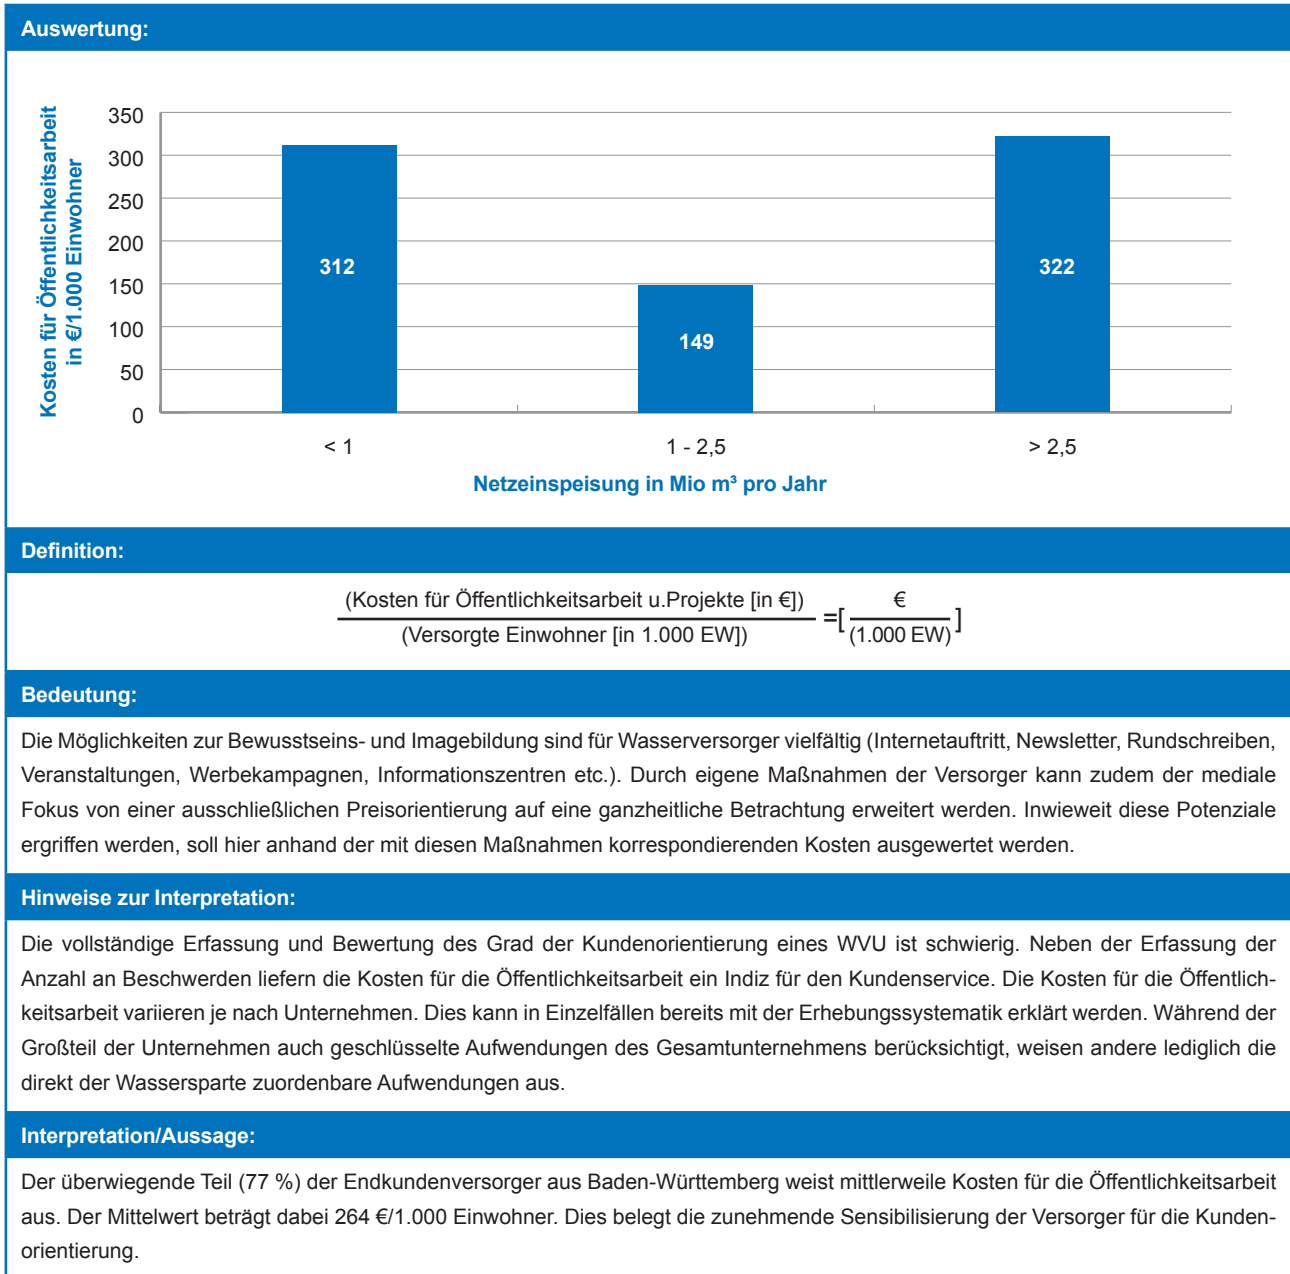 Auswertung:
Kosten für Öffentlichkeitsarbeit
in €/1.000 Einwohner
350
300
250
200
150
100
50
0
312
149
322
< 1
1 - 2,5
> 2,5
Netzeinspeisung in Mio m³ pro Jahr
Definition:
(Kosten für Öffentlichkeitsarbeit u.Projekte [in €])
(Versorgte Einwohner [in 1.000 EW])
=[
€
(1.000 EW)
]
Bedeutung:
Die Möglichkeiten zur Bewusstseins- und Imagebildung sind für Wasserversorger vielfältig (Internetauftritt, Newsletter, Rundschreiben,
Veranstaltungen, Werbekampagnen, Informationszentren etc.). Durch eigene Maßnahmen der Versorger kann zudem der mediale
Fokus von einer ausschließlichen Preisorientierung auf eine ganzheitliche Betrachtung erweitert werden. Inwieweit diese Potenziale
ergriffen werden, soll hier anhand der mit diesen Maßnahmen korrespondierenden Kosten ausgewertet werden.
Hinweise zur Interpretation:
Die vollständige Erfassung und Bewertung des Grad der Kundenorientierung eines WVU ist schwierig. Neben der Erfassung der
Anzahl an Beschwerden liefern die Kosten für die Öffentlichkeitsarbeit ein Indiz für den Kundenservice. Die Kosten für die Öffentlich-
keitsarbeit variieren je nach Unternehmen. Dies kann in Einzelfällen bereits mit der Erhebungssystematik erklärt werden. Während der
Großteil der Unternehmen auch geschlüsselte Aufwendungen des Gesamtunternehmens berücksichtigt, weisen andere lediglich die
direkt der Wassersparte zuordenbare Aufwendungen aus.
Interpretation/Aussage:
Der überwiegende Teil (77 %) der Endkundenversorger aus Baden-Württemberg weist mittlerweile Kosten für die Öffentlichkeitsarbeit
aus. Der Mittelwert beträgt dabei 264 €/1.000 Einwohner. Dies belegt die zunehmende Sensibilisierung der Versorger für die Kunden-
orientierung.